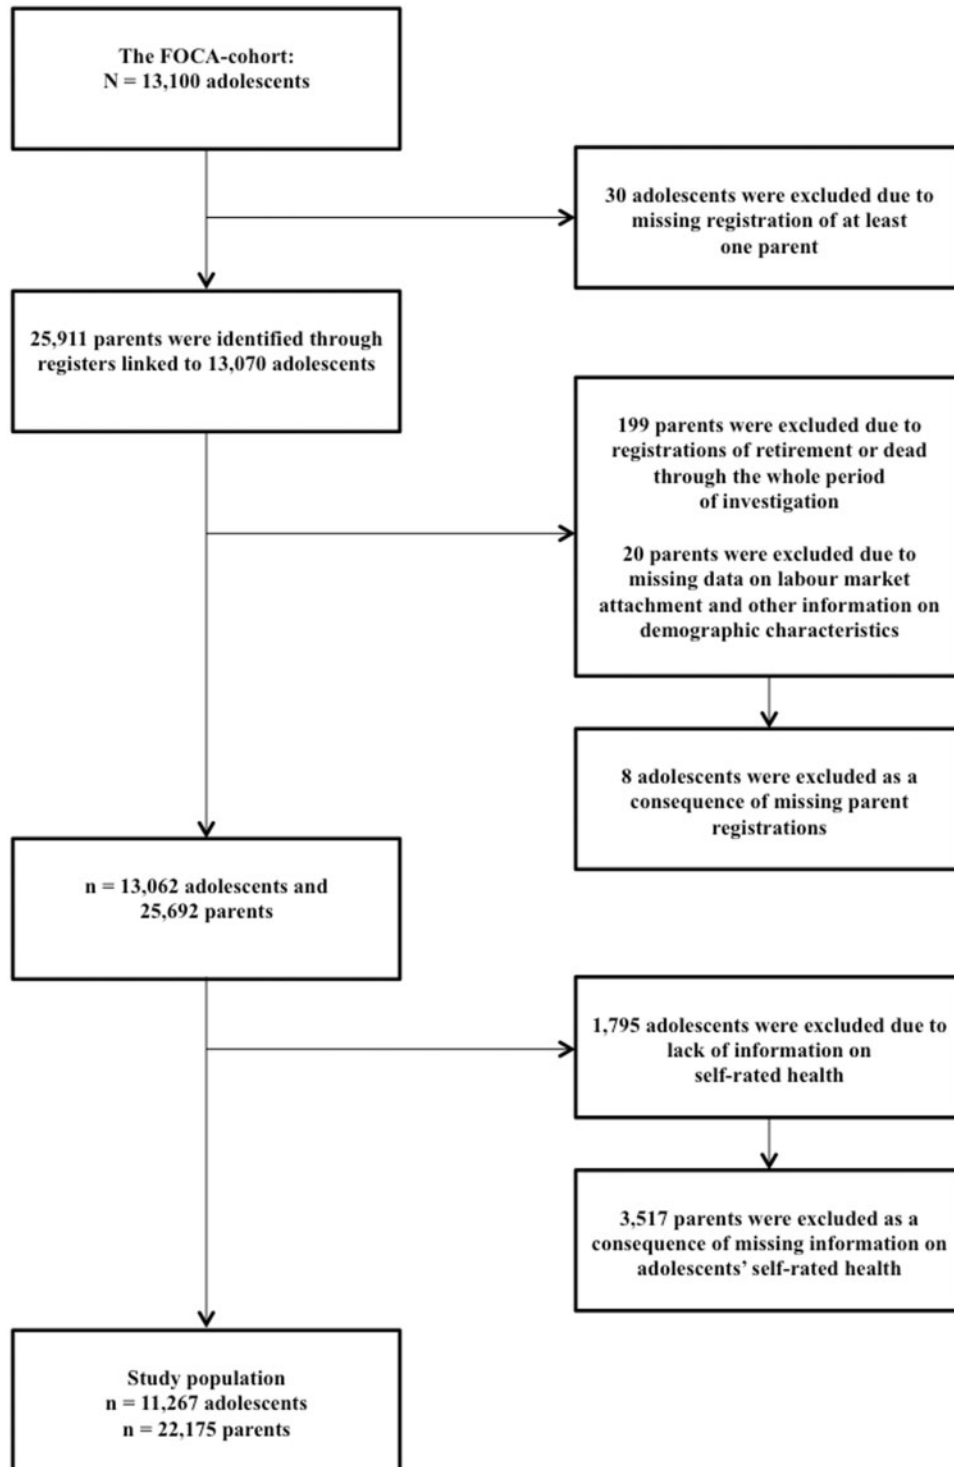 The FOCA-cohort:
N = 13,100 adolescents
30 adolescents were excluded due to
missing registration of at least
one parent
25,911 parents were identified through
registers linked to 13,070 adolescents
199 parents were excluded due to
registrations of retirement or dead
through the whole period
of investigation
20 parents were excluded due to
missing data on labour market
attachment and other information on
demographic characteristics
8 adolescents were excluded as a
consequence of missing parent
registrations
n = 13,062 adolescents and
25,692 parents
1,795 adolescents were excluded due to
lack of information on
self-rated health
3,517 parents were excluded as a
consequence of missing information on
adolescents’ self-rated health
Study population
n = 11,267 adolescents
n = 22,175 parents